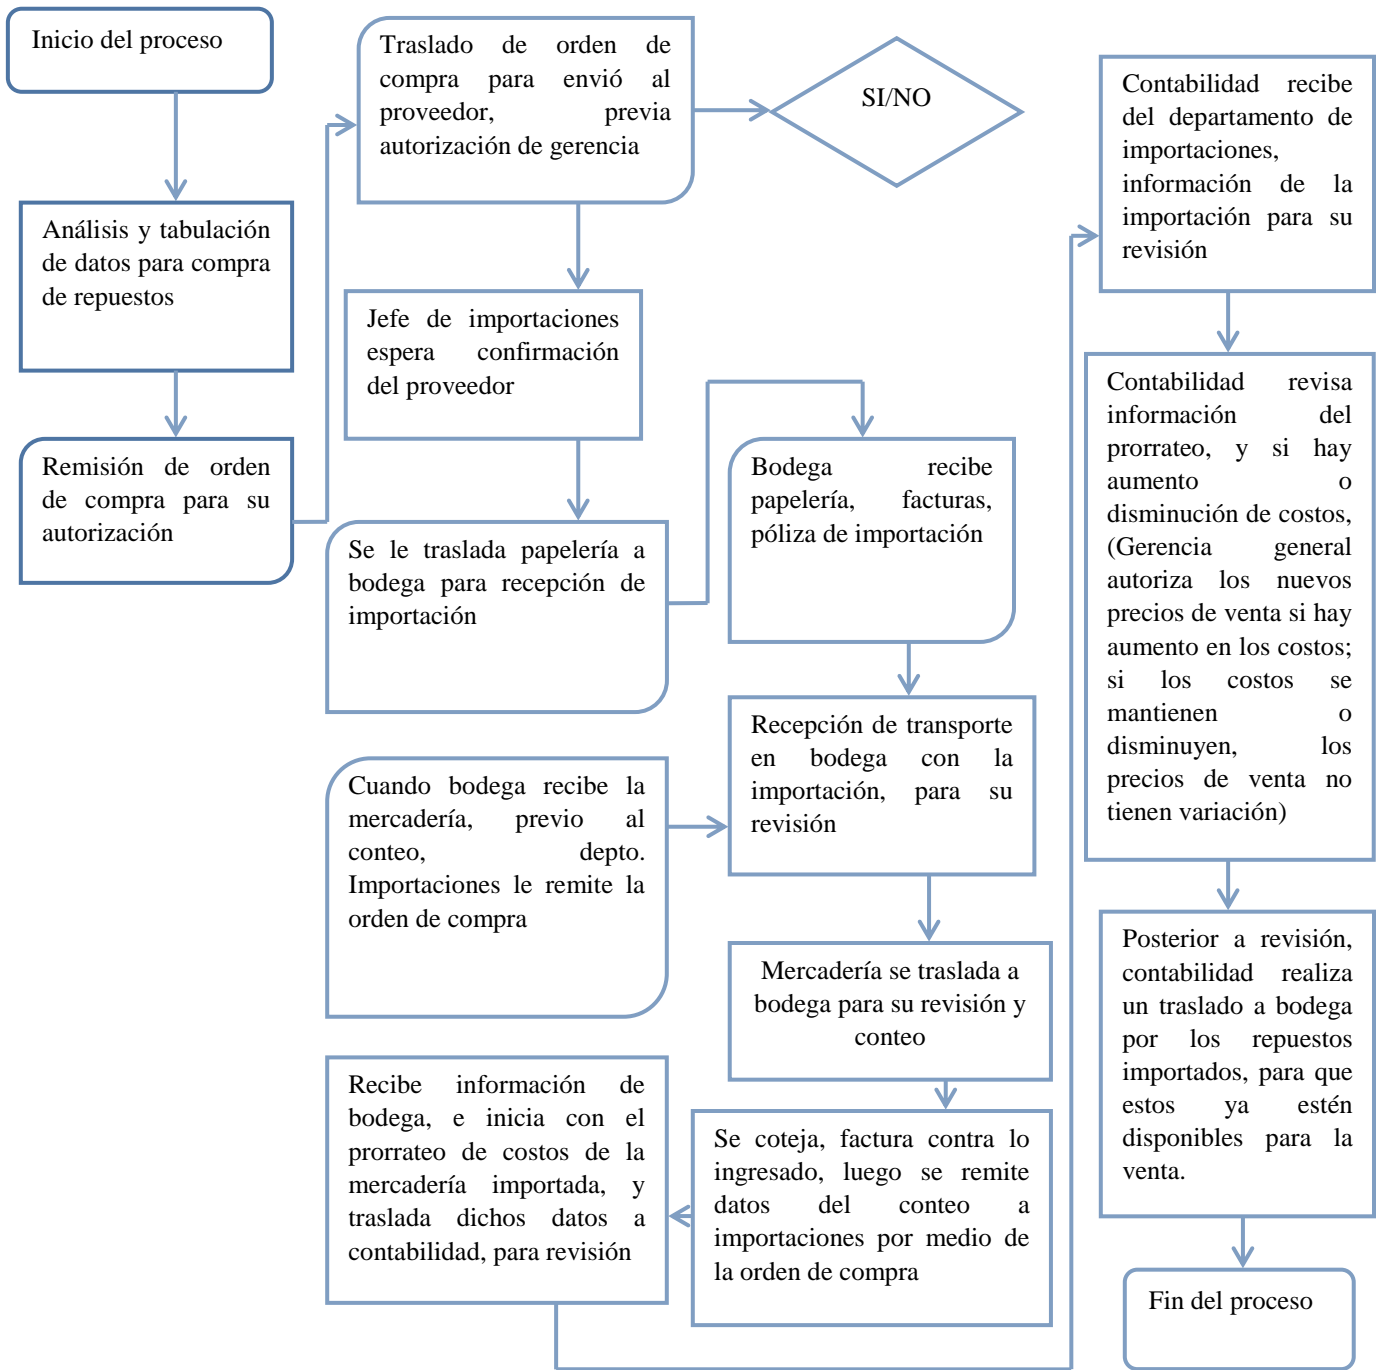 Inicio del proceso
Análisis y tabulación
de datos para compra
de repuestos
Remisión de orden
de compra para su
autorización
Traslado de orden de
compra para envió al
proveedor, previa
autorización de gerencia
SI/NO
Jefe de importaciones
espera confirmación
del proveedor
Se le traslada papelería a
bodega para recepción de
importación
Bodega recibe
papelería, facturas,
póliza de importación
Recepción de transporte
en bodega con la
importación, para su
revisión
Cuando bodega recibe la
mercadería, previo al
conteo, depto.
Importaciones le remite la
orden de compra
Mercadería se traslada a
bodega para su revisión y
conteo
Se coteja, factura contra lo
ingresado, luego se remite
datos del conteo a
importaciones por medio de
la orden de compra
Recibe información de
bodega, e inicia con el
prorrateo de costos de la
mercadería importada, y
traslada dichos datos a
contabilidad, para revisión
Contabilidad recibe
del departamento de
importaciones,
información de la
importación para su
revisión
Contabilidad revisa
información del
prorrateo, y si hay
aumento o
disminución de costos,
(Gerencia general
autoriza los nuevos
precios de venta si hay
aumento en los costos;
si los costos se
mantienen o
disminuyen, los
precios de venta no
tienen variación)
Posterior a revisión,
contabilidad realiza
un traslado a bodega
por los repuestos
importados, para que
estos ya estén
disponibles para la
venta.
Fin del proceso